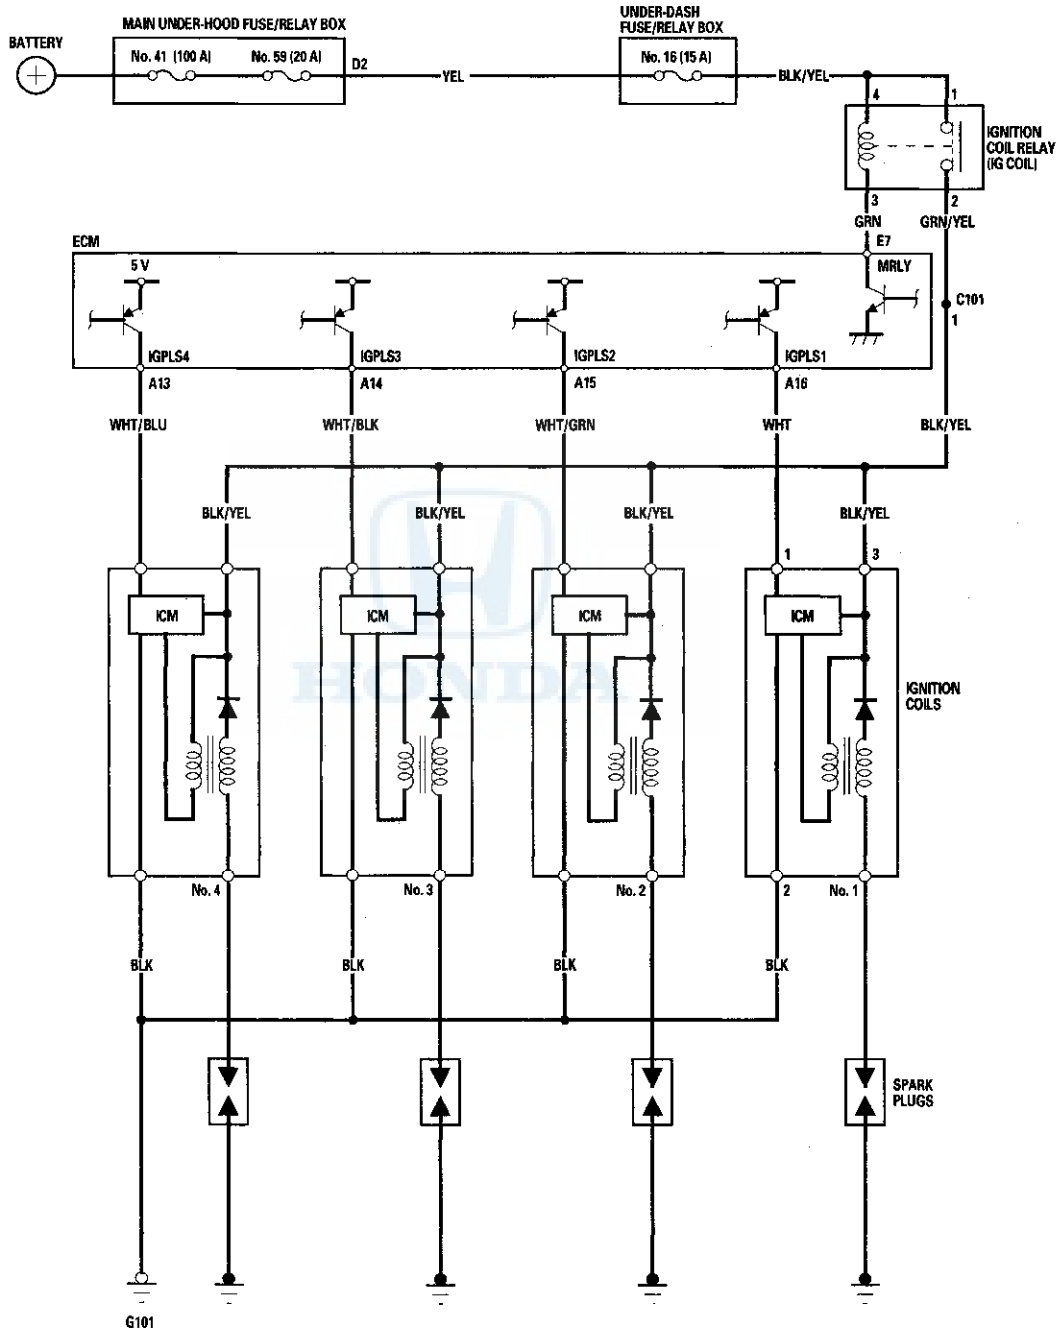 MAIN UNDER-HOOD FUSE/RELAY BOX
UNDER-DASH
FUSE/RELAY BOX
BATTERY
No. 41 (100 A)
No. 59 (20 A)
D2
YEL
No. 16 (15 A)
BLK/YEL
4
1
IGNITION
COIL RELAY
(IG COIL)
3
2
GRN
GRN/YEL
ECM
E7
5 V
MRLY
C101
1
IGPLS4
IGPLS3
IGPLS2
IGPLS1
A13
A14
A15
A16
WHT/BLU
WHT/BLK
WHT/GRN
WHT
BLK/YEL
BLK/YEL
BLK/YEL
BLK/YEL
BLK/YEL
1
3
ICM
ICM
ICM
ICM
HONDA
IGNITION
COILS
No. 4
No. 3
No. 2
2
No. 1
BLK
BLK
BLK
BLK
SPARK
PLUGS
G101